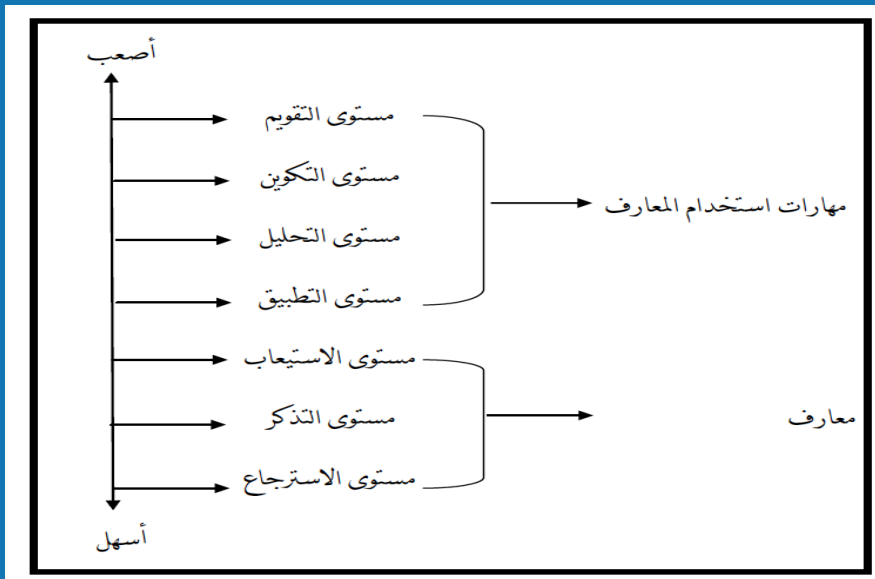 أصعب
مستوى التقويم
مستوى التكوين
مهارات استخدام المعارف
مستوى التحليل
مستوى التطبيق
مستوى الاستيعاب
مستوى التذكر
معارف
مستوى الاسترجاع
أسهل